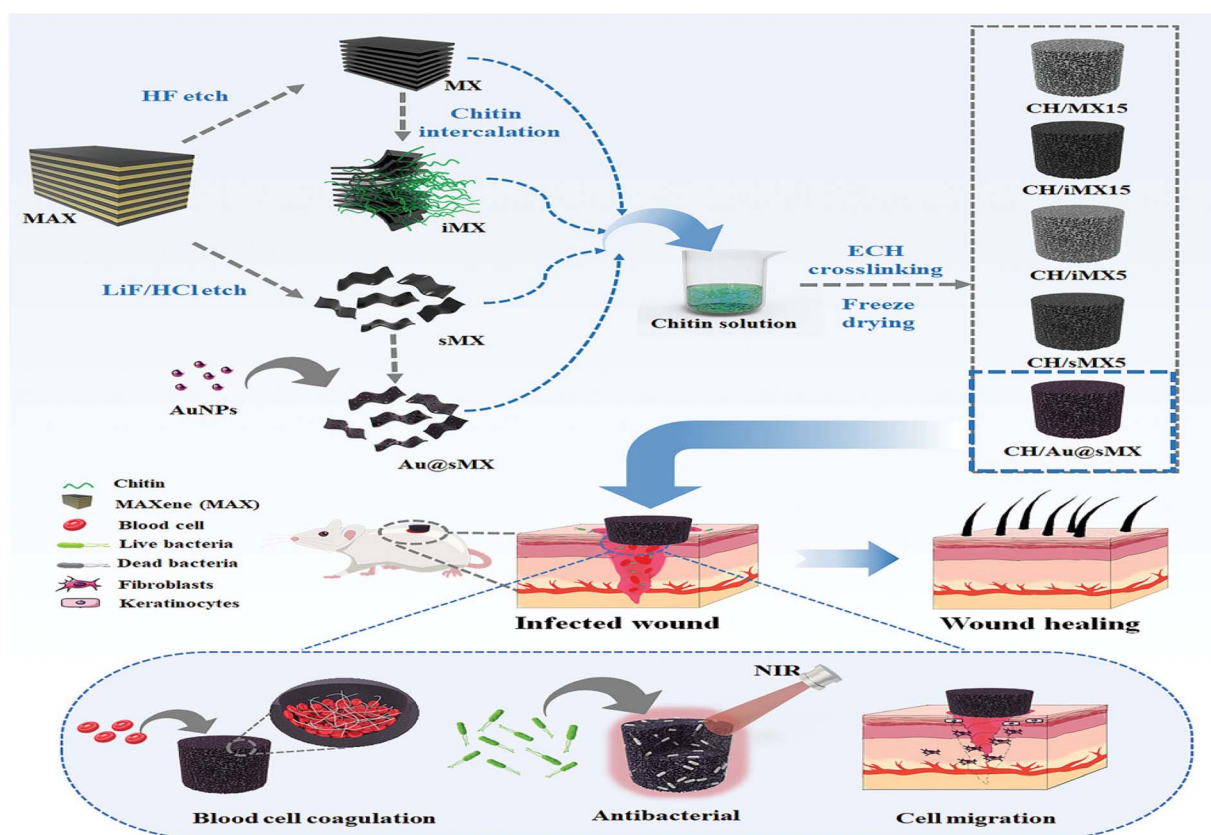 MX
HF etch
Chitin
intercalation
MAX
iMX
LiF/HCl etch
sMX
AuNPs
Au@sMX
Chitin solution
ECH
crosslinking
Freeze
drying
CH/MX15
CH/iMX15
CH/iMX5
CH/sMX5
CH/Au@sMX
Chitin
MAXene (MAX)
Blood cell
Live bacteria
Dead bacteria
Fibroblasts
Keratinocytes
Infected wound
Wound healing
NIR
Blood cell coagulation
Antibacterial
Cell migration